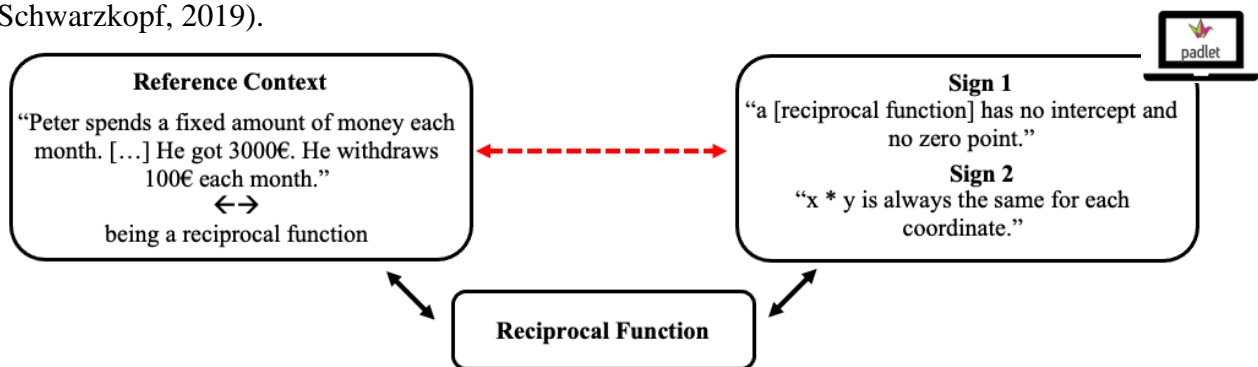 Schwarzkopf, 2019).
padlet
Reference Context
“Peter spends a fixed amount of money each
month. […] He got 3000€. He withdraws
100€ each month.”
←→
being a reciprocal function
Sign 1
“a [reciprocal function] has no intercept and
no zero point.”
Sign 2
“x * y is always the same for each
coordinate.”
Reciprocal Function